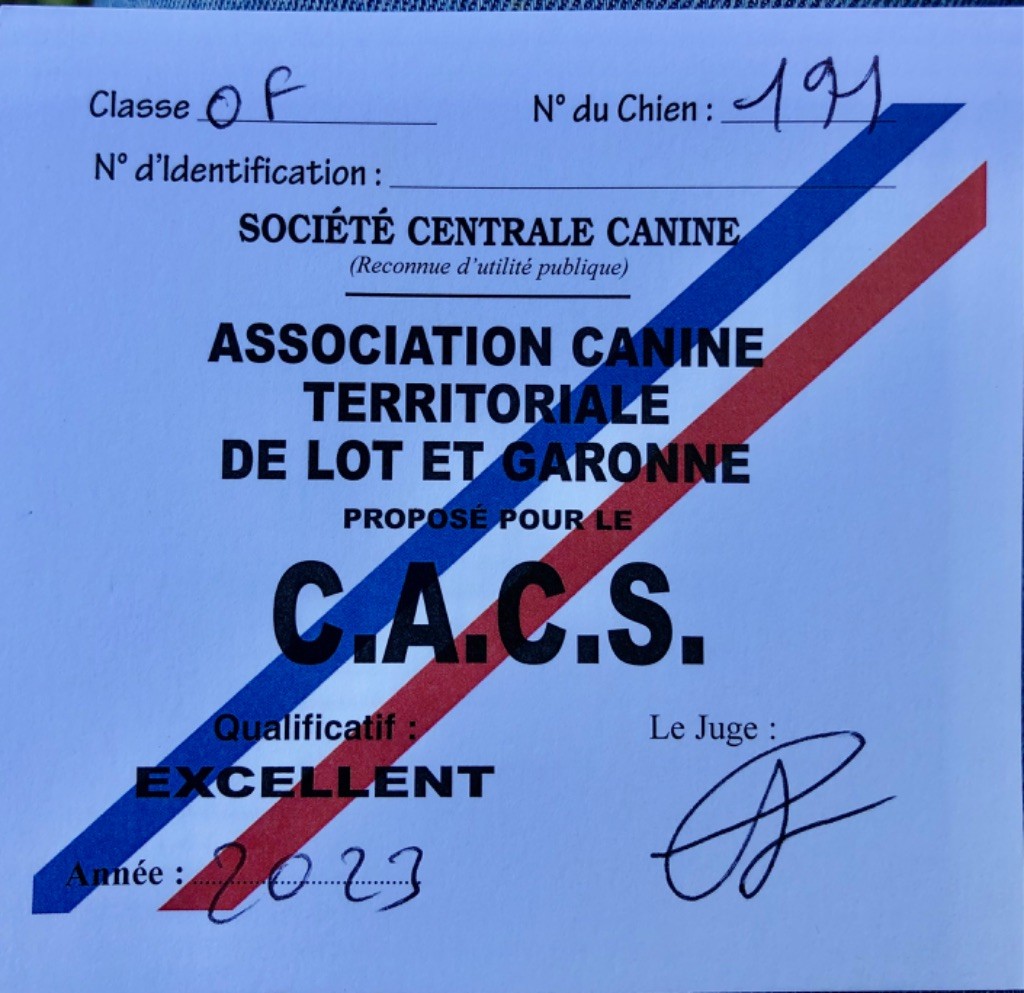 Classe OF N° du Chien : 191
N° d'Identification :
SOCIÉTÉ CENTRALE CANINE
(Reconnue d'utilité publique)
ASSOCIATION CANINE
TERRITORIALE
DE LOT ET GARONNE
PROPOSÉ POUR LE
C.A.C.S.
Qualificatif : Le Juge :
EXCELLENT
Année : 2023